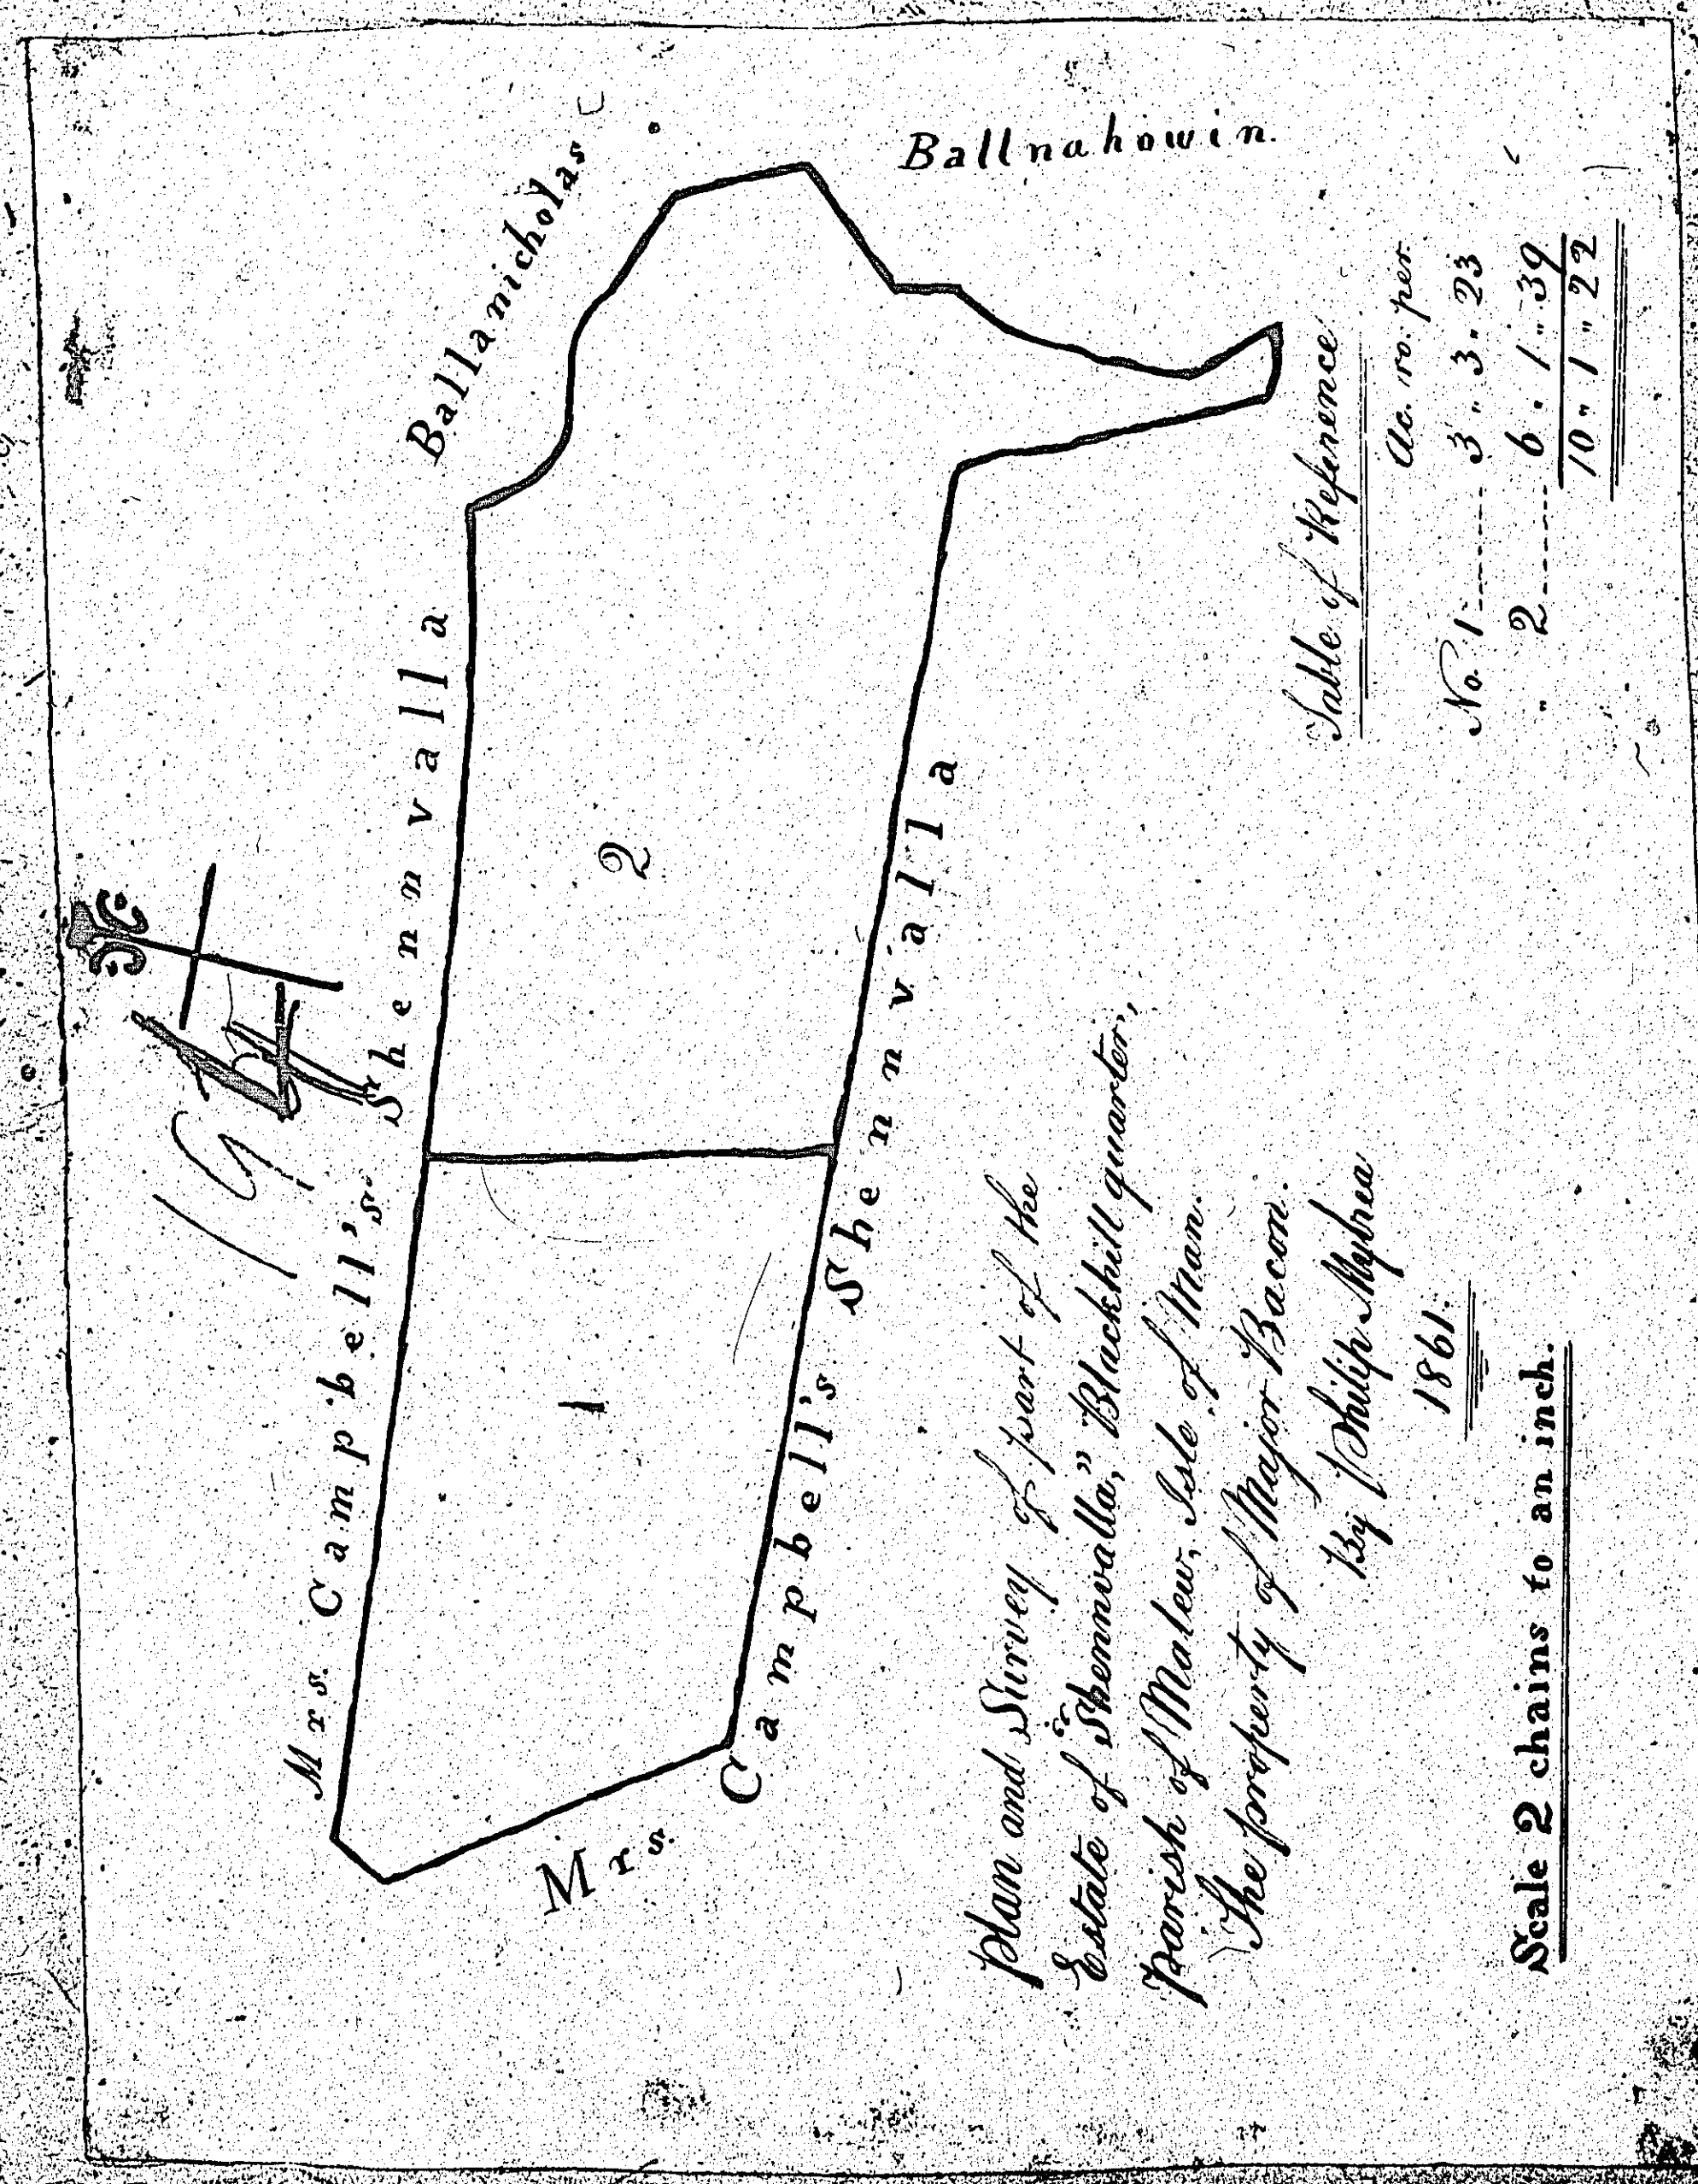 Mrs. Campbell's Shennvalla
Ballanicholas
Ballnahowin.
1
2
Mrs. Campbell's Shennvalla
Plan and Survey of part of the
Estate of "Shennvalla," Blackhill quarter,
Parish of Malew, Isle of Man.
The property of Major Bacon.
By Philip Mylrea
1861.
Scale 2 chains to an inch.
Table of Reference
Ac. ro. per.
No. 1 -------- 3 " 3 " 23
" 2 -------- 6 " 1 " 39
10 " 1 " 22